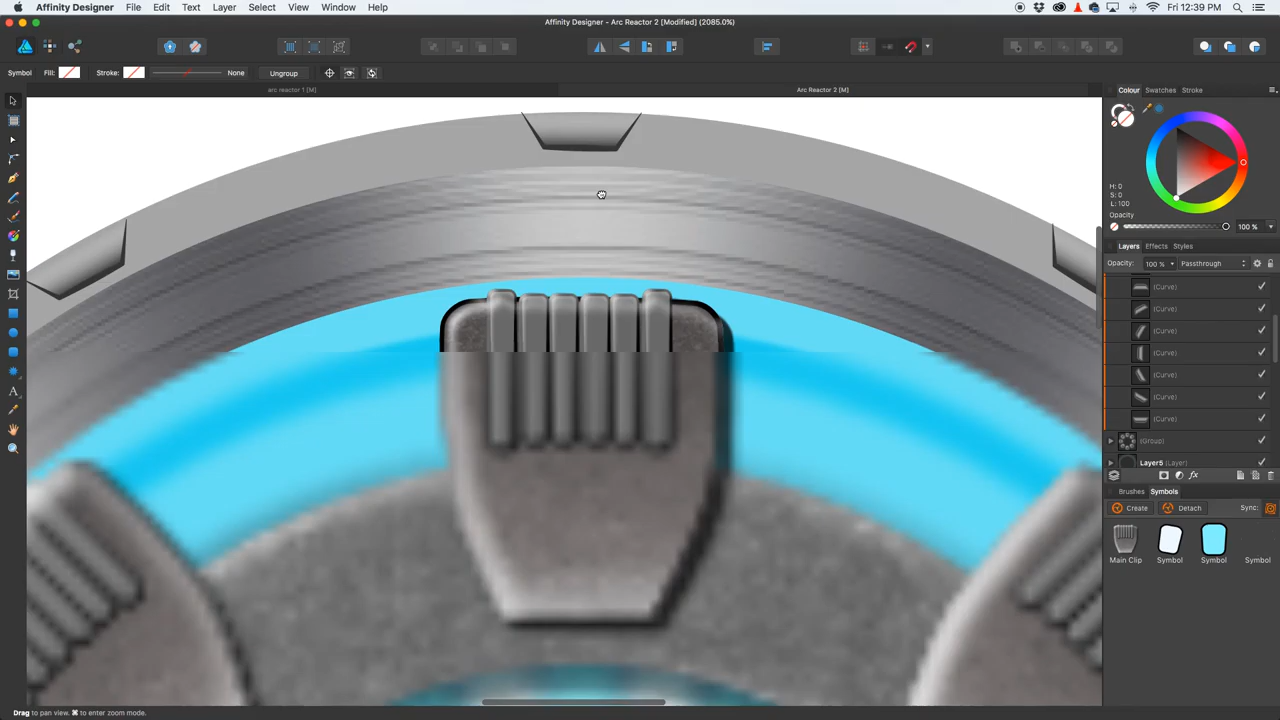 Affinity Designer File Edit Text Layer Select View Window Help Fri 12:39 PM
Affinity Designer - Arc Reactor 2 [Modified] (2085.0%)
Symbol Fill: Stroke: None Ungroup
arc reactor 1 [M] Arc Reactor 2 [M]
Colour Swatches Stroke
H: 0
S: 0
L: 100
Opacity
100 %
Layers Effects Styles
Opacity: 100 % Passthrough
(Curve)
(Curve)
(Curve)
(Curve)
(Curve)
(Curve)
(Curve)
(Group)
Layer5 (Layer)
Brushes Symbols
Create Detach Sync:
Main Clip Symbol Symbol Symbol
Drag to pan view. ⌘ to enter zoom mode.